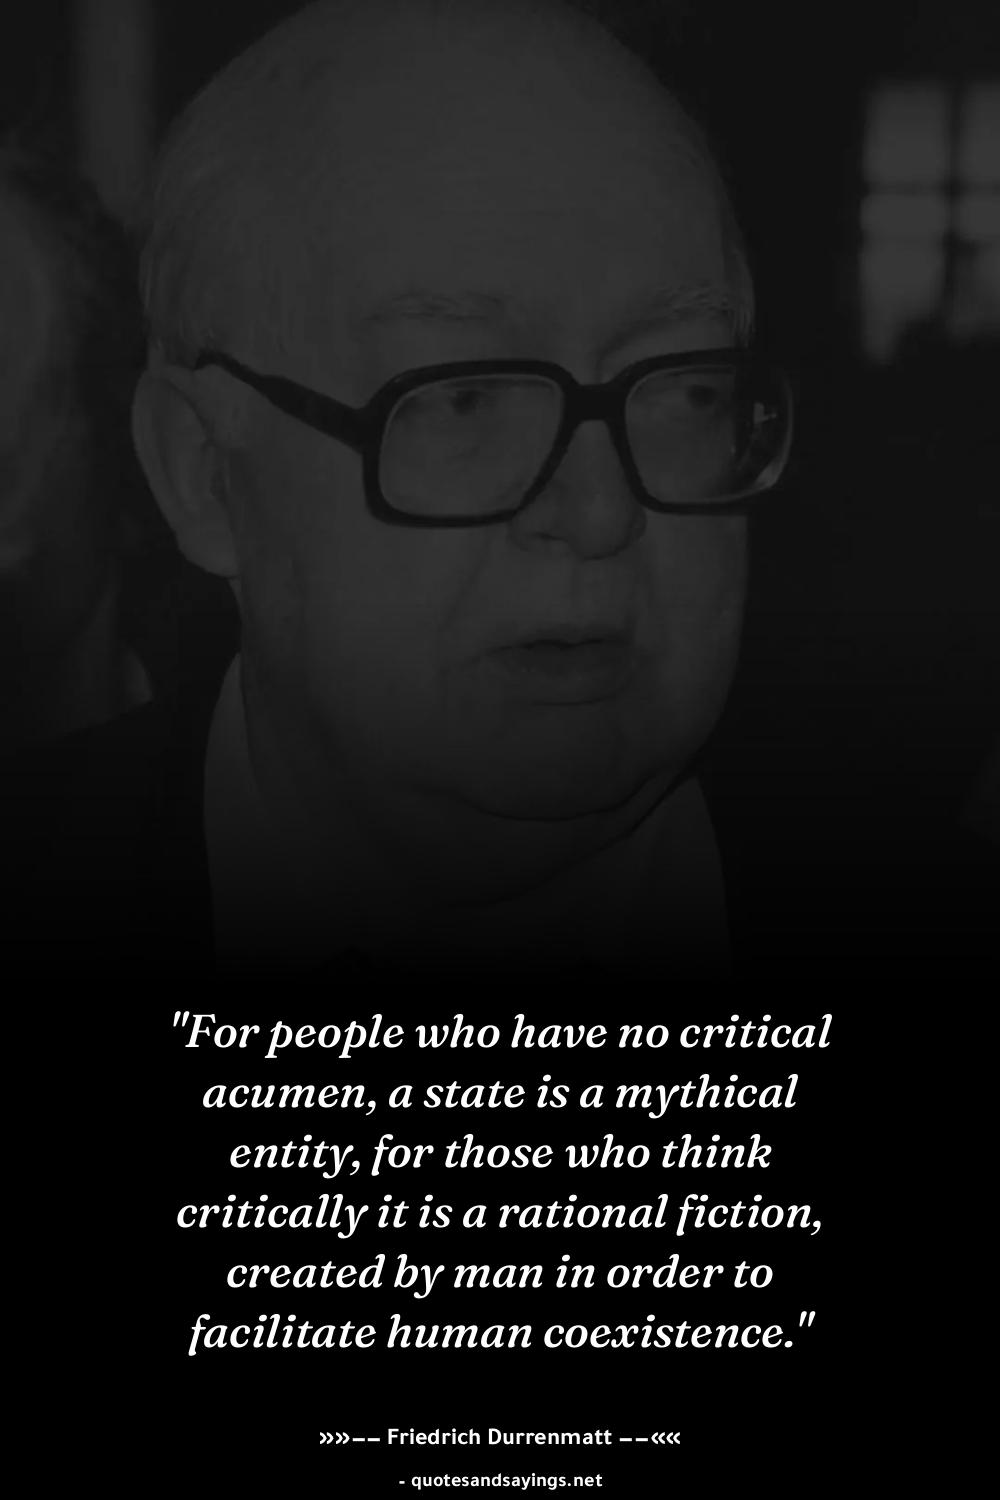 "For people who have no critical
acumen, a state is a mythical
entity, for those who think
critically it is a rational fiction,
created by man in order to
facilitate human coexistence."
»»−− Friedrich Durrenmatt −−««
- quotesandsayings.net